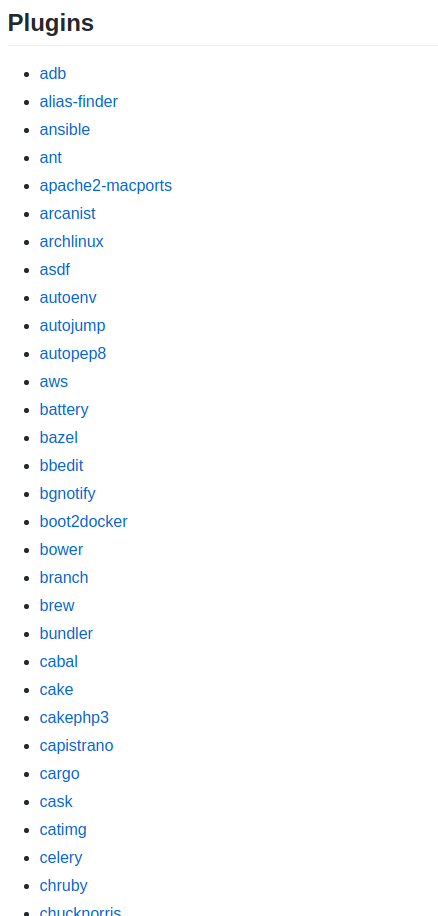 Plugins
adb
alias-finder
ansible
ant
apache2-macports
arcanist
archlinux
asdf
autoenv
autojump
autopep8
aws
battery
bazel
bbedit
bgnotify
boot2docker
bower
branch
brew
bundler
cabal
cake
cakephp3
capistrano
cargo
cask
catimg
celery
chruby
chucknorris